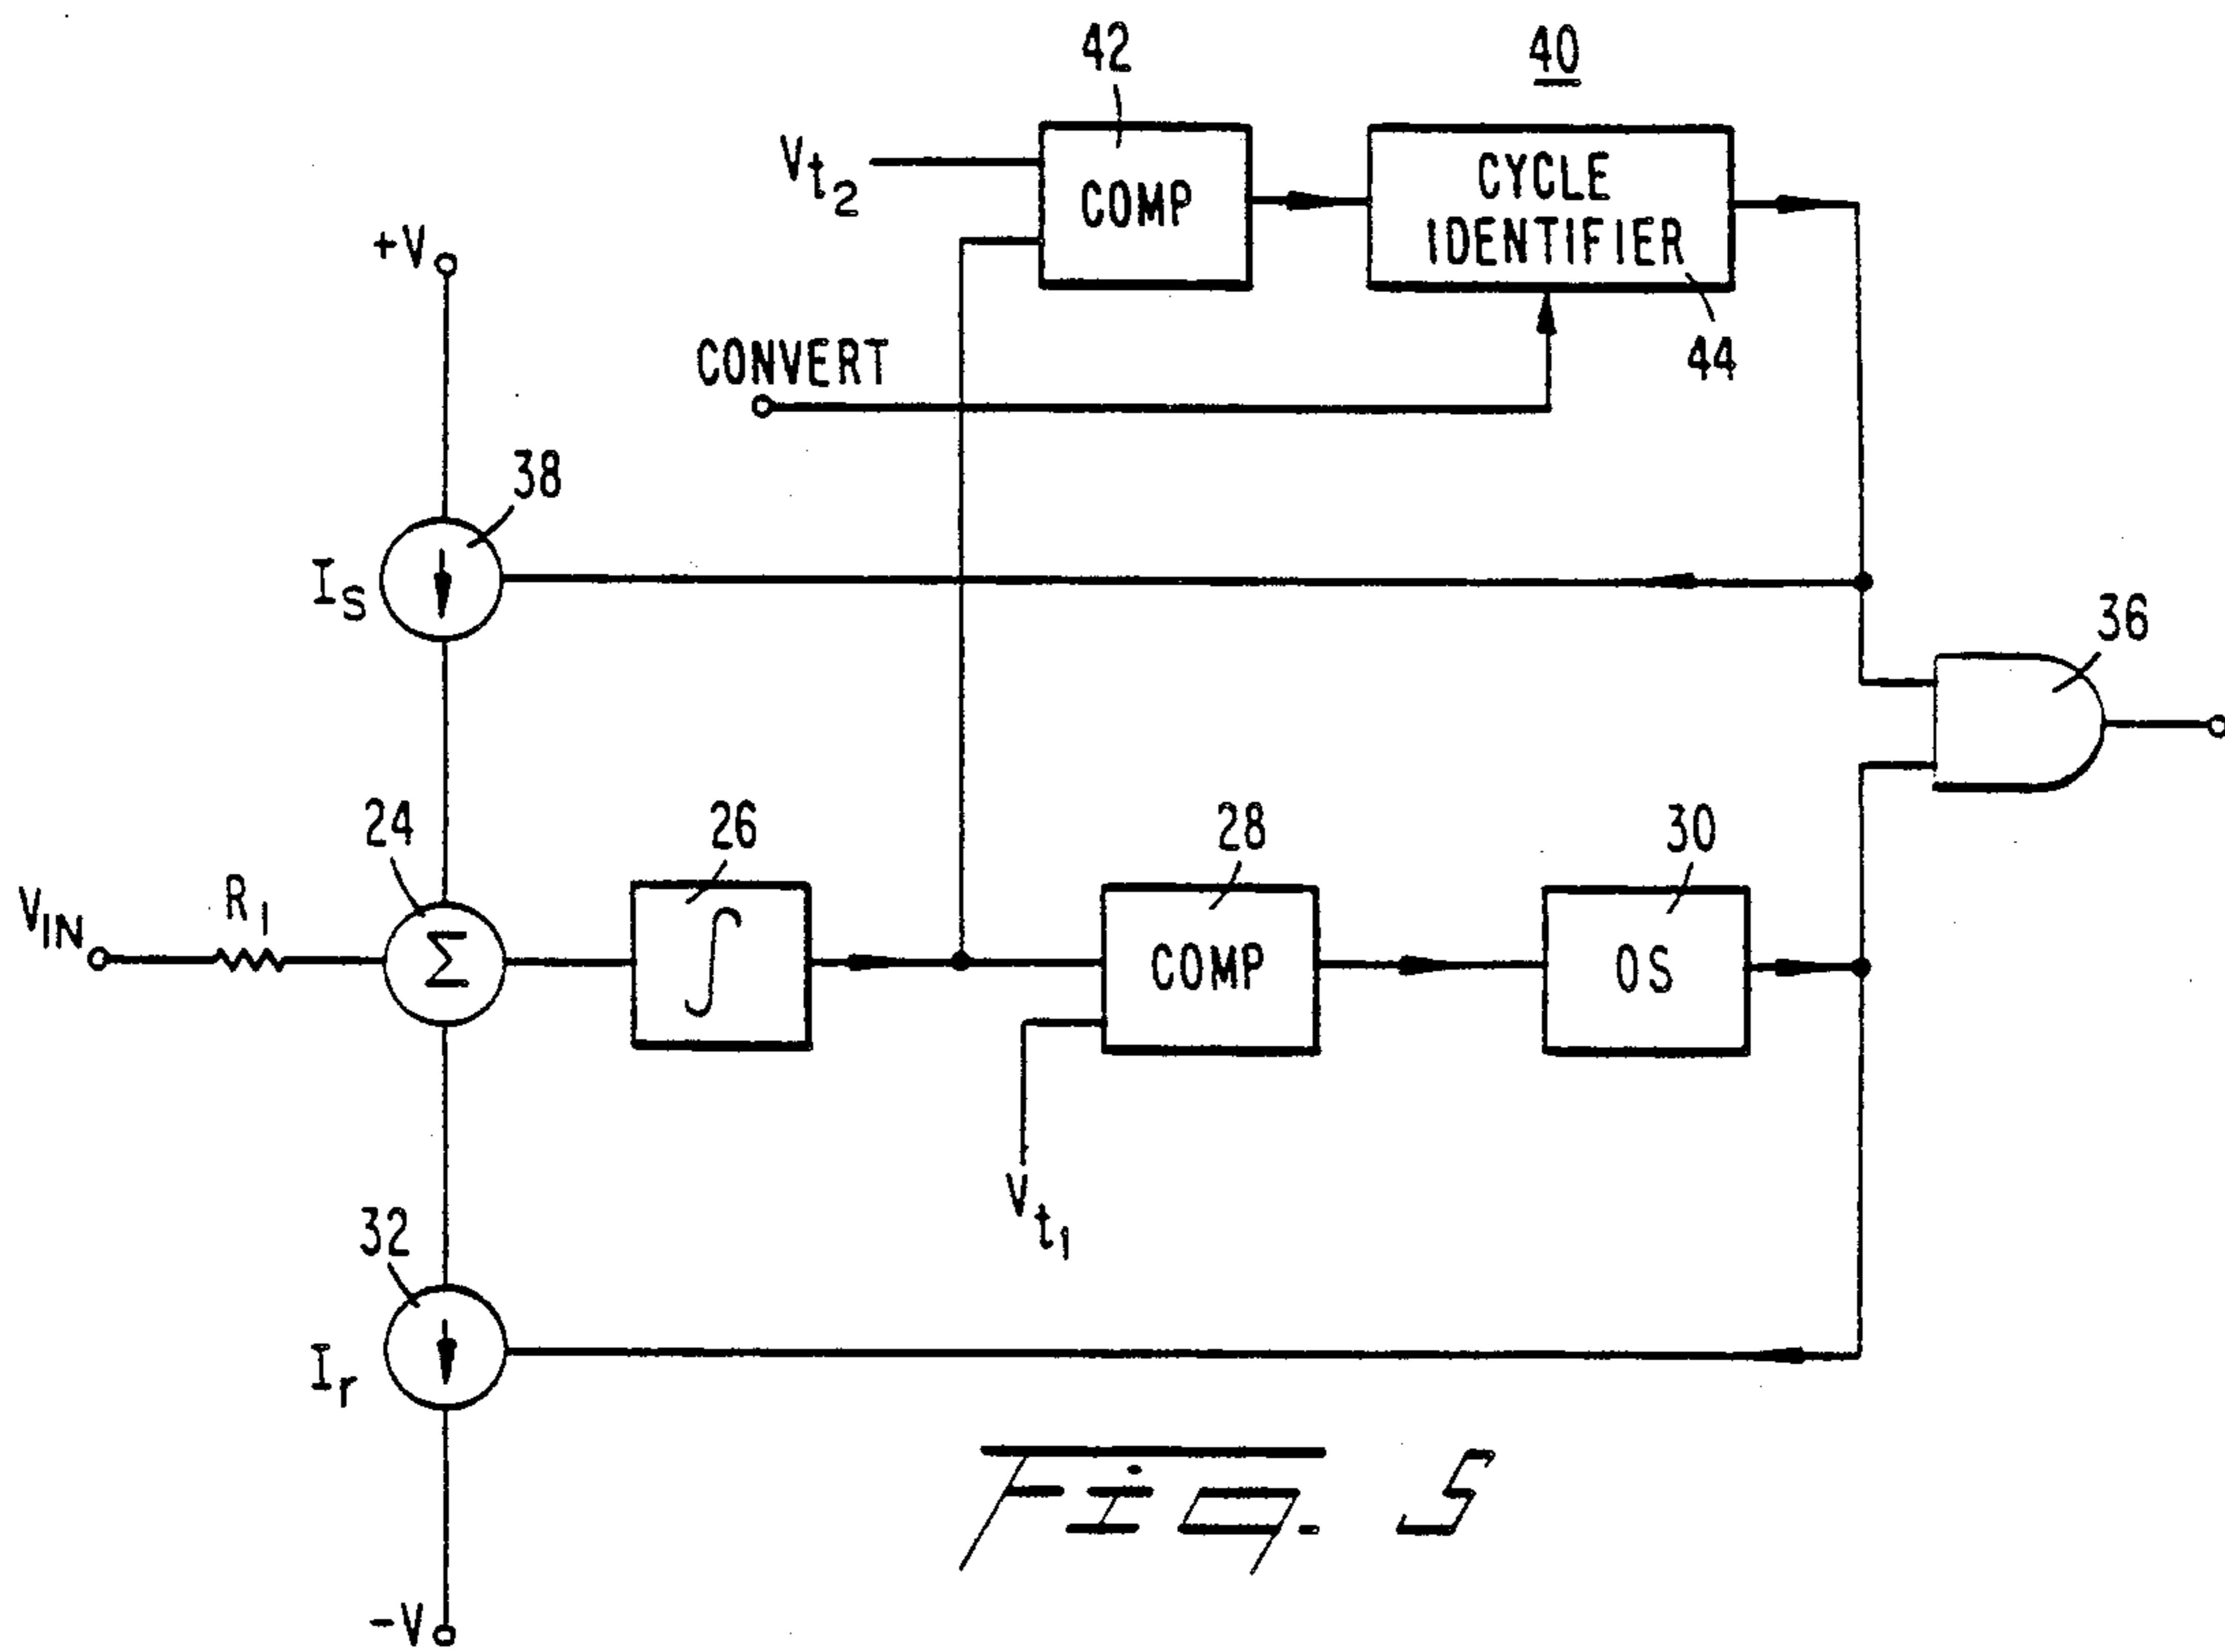 42
40
Vt2
COMP
CYCLE
IDENTIFIER
+V
CONVERT
44
38
IS
36
24
26
28
30
VIN
R1
Σ
∫
COMP
OS
Vt1
32
Ir
Fig. 5
-V